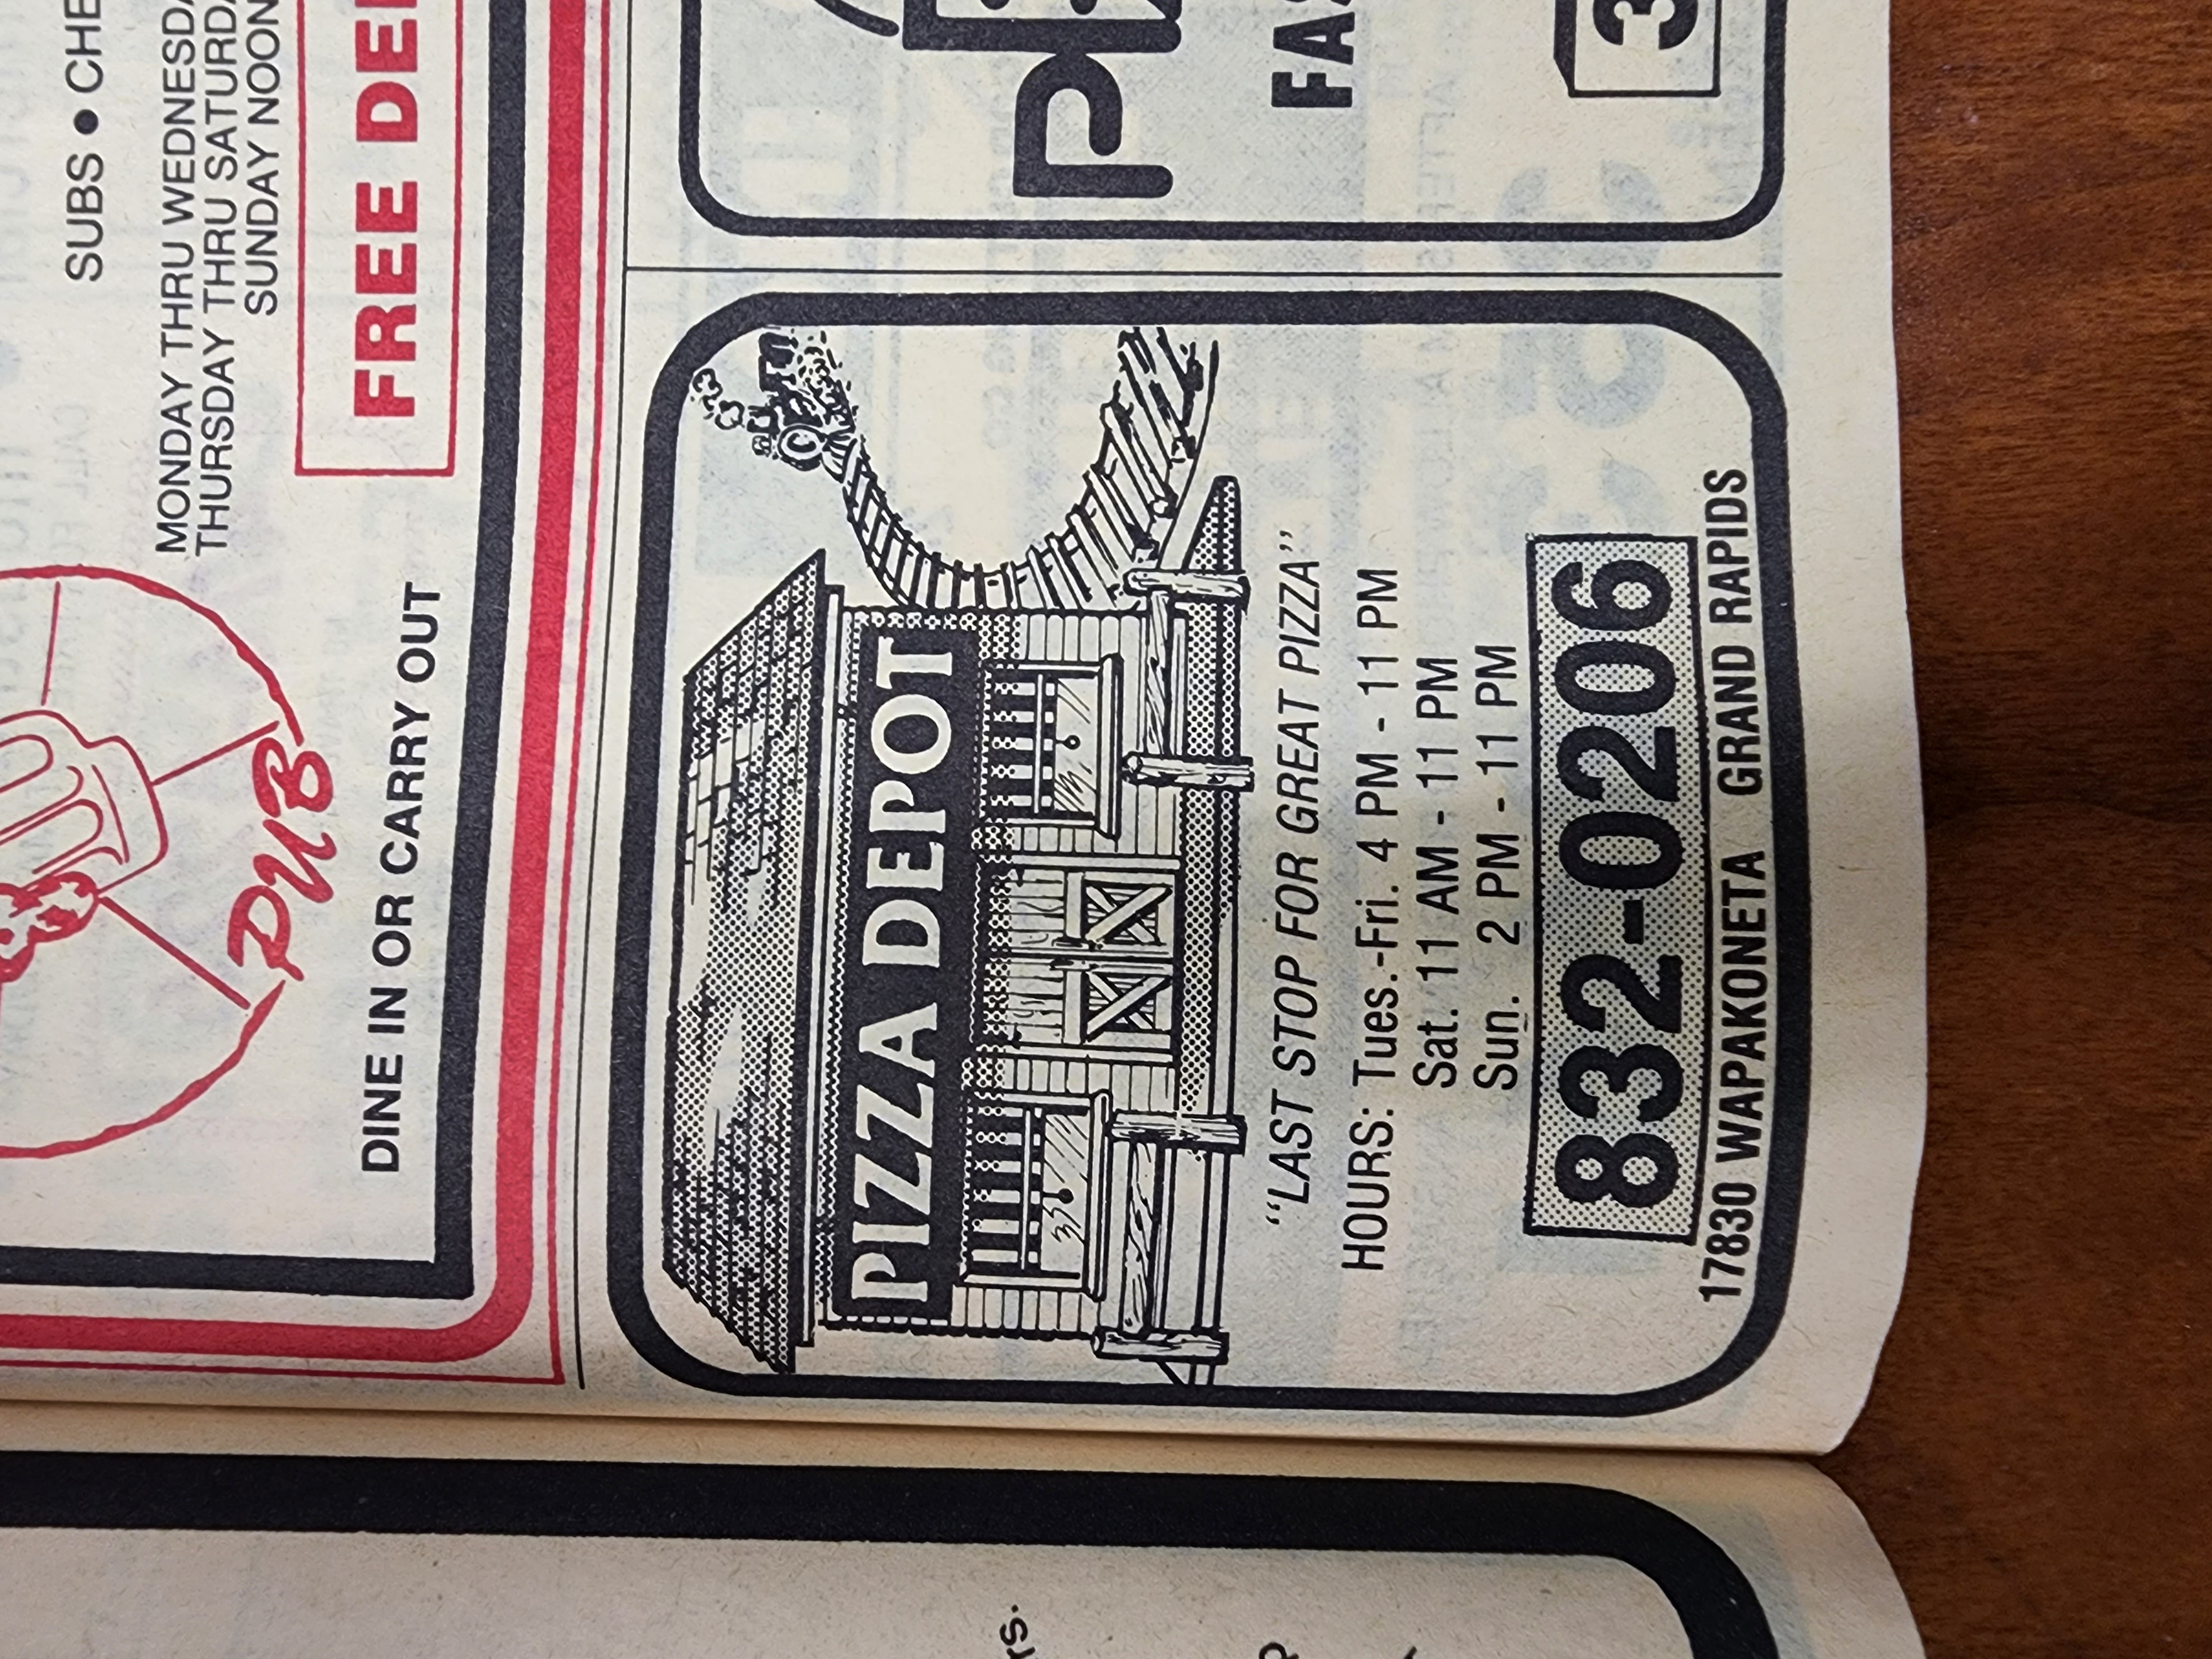 SUBS • CHE
MONDAY THRU WEDNESDA
THURSDAY THRU SATURDA
SUNDAY NOON
FREE DE
PUB
DINE IN OR CARRY OUT
PIZZA DEPOT
"LAST STOP FOR GREAT PIZZA"
HOURS: Tues.-Fri. 4 PM - 11 PM
Sat. 11 AM - 11 PM
Sun. 2 PM - 11 PM
832-0206
17830 WAPAKONETA GRAND RAPIDS
FA
3